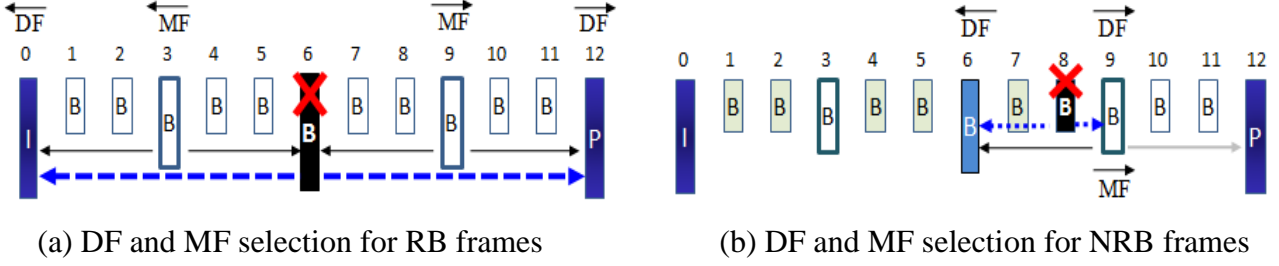 DF MF MF DF
0 1 2 3 4 5 6 7 8 9 10 11 12
I B B B B B B B B B B B P
(a) DF and MF selection for RB frames
DF DF
0 1 2 3 4 5 6 7 8 9 10 11 12
I B B B B B B B B B B B P
MF
(b) DF and MF selection for NRB frames